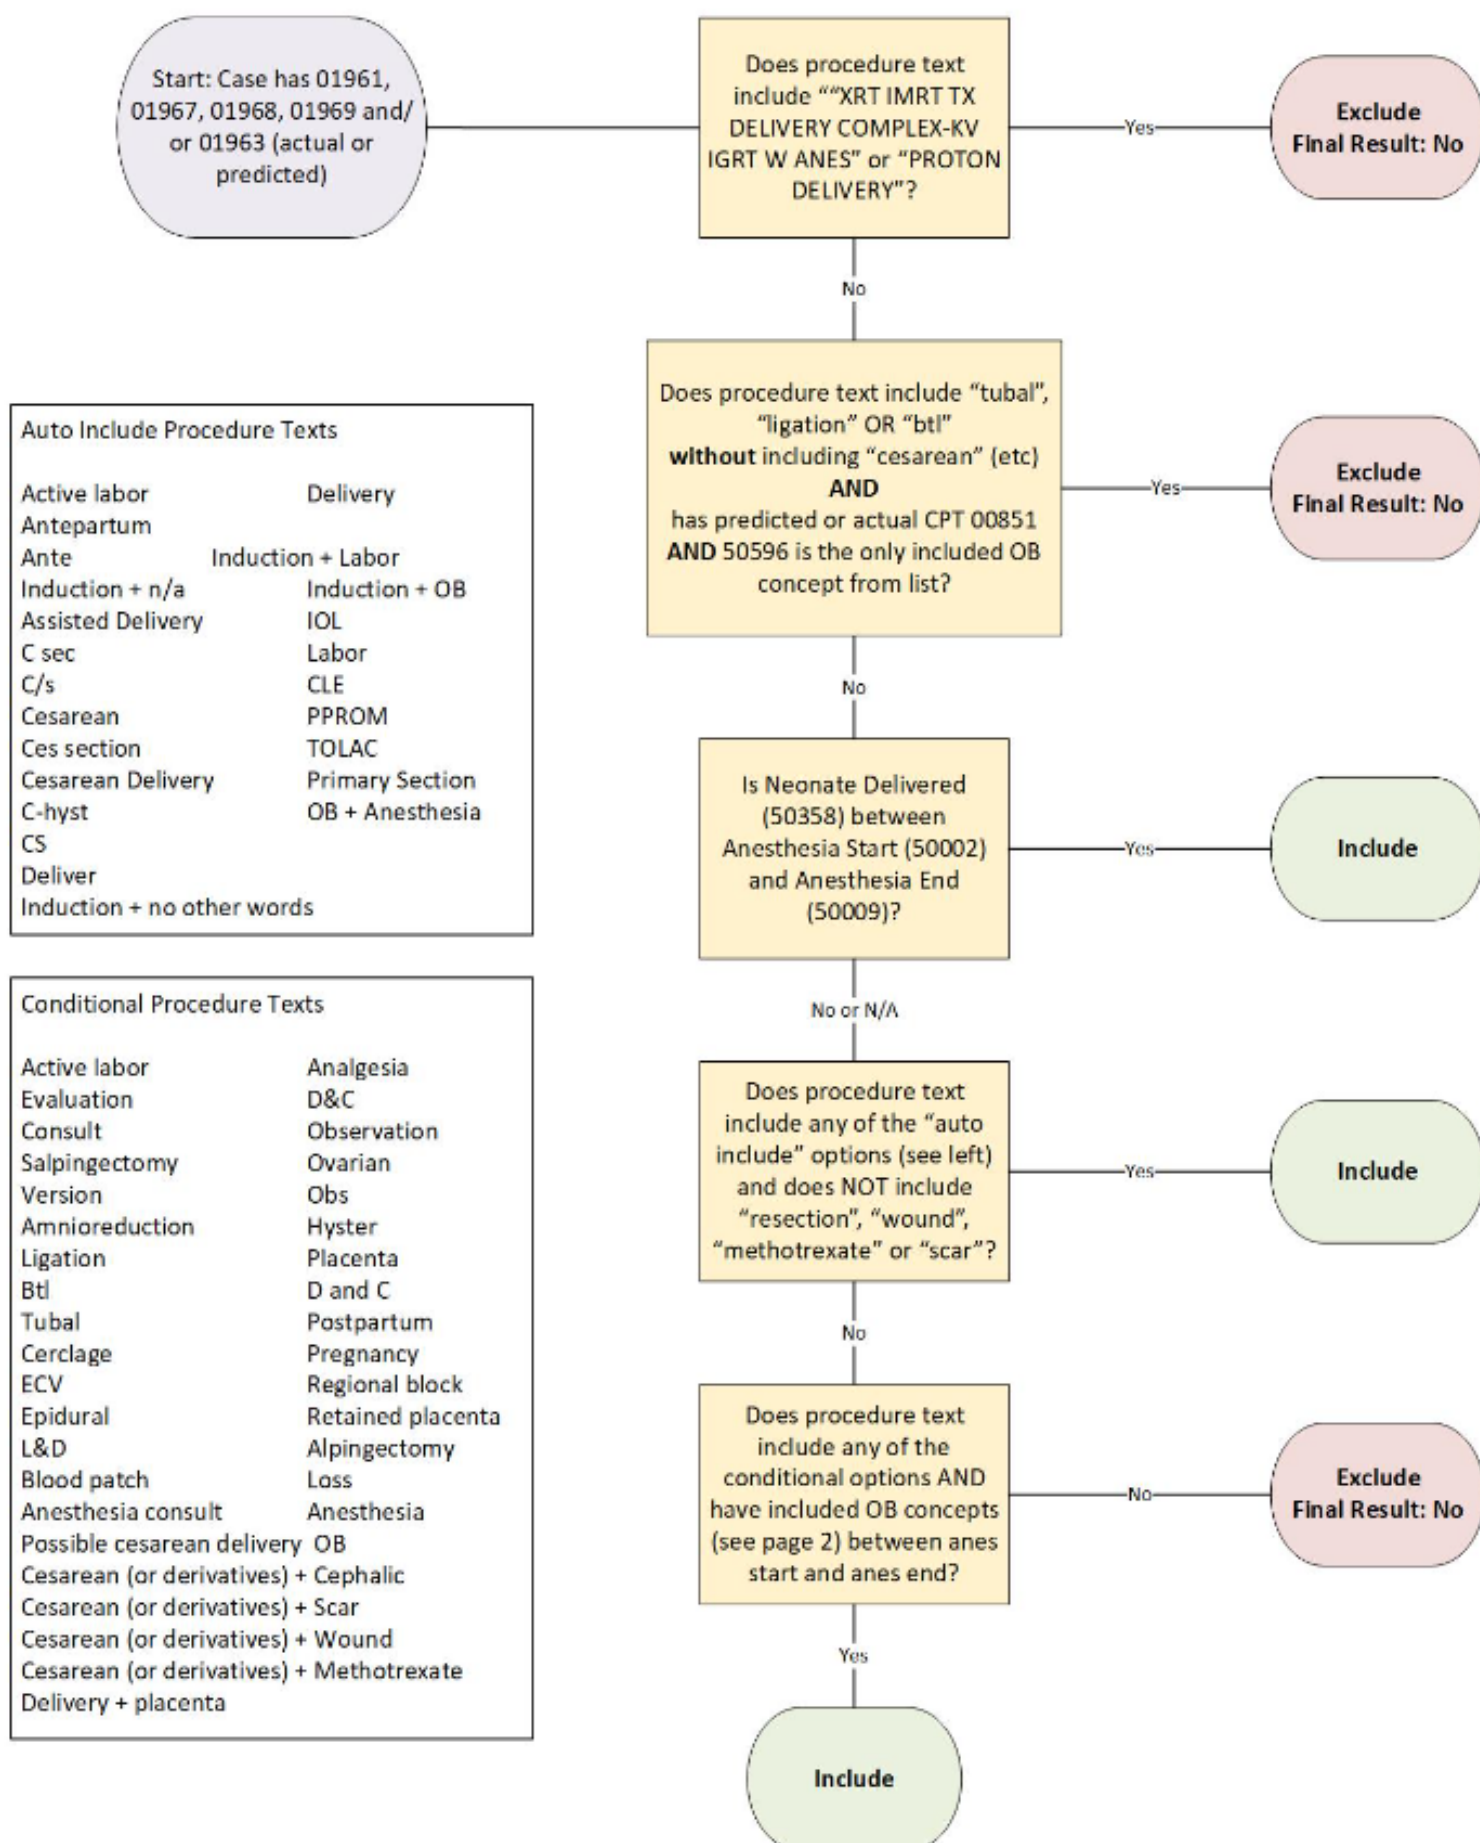 Start: Case has 01961,
01967, 01968, 01969 and/
or 01963 (actual or
predicted)
Does procedure text
include ““XRT IMRT TX
DELIVERY COMPLEX-KV
IGRT W ANES” or “PROTON
DELIVERY”?
Yes
Exclude
Final Result: No
No
Does procedure text include “tubal”,
“ligation” OR “btl”
without including “cesarean” (etc)
AND
has predicted or actual CPT 00851
AND 50596 is the only included OB
concept from list?
Yes
Exclude
Final Result: No
No
Is Neonate Delivered
(50358) between
Anesthesia Start (50002)
and Anesthesia End
(50009)?
Yes
Include
No or N/A
Does procedure text
include any of the “auto
include” options (see left)
and does NOT include
“resection”, “wound”,
“methotrexate” or “scar”?
Yes
Include
No
Does procedure text
include any of the
conditional options AND
have included OB concepts
(see page 2) between anes
start and anes end?
No
Exclude
Final Result: No
Yes
Include
Auto Include Procedure Texts
Active labor Delivery
Antepartum
Ante Induction + Labor
Induction + n/a Induction + OB
Assisted Delivery IOL
C sec Labor
C/s CLE
Cesarean PPROM
Ces section TOLAC
Cesarean Delivery Primary Section
C-hyst OB + Anesthesia
CS
Deliver
Induction + no other words
Conditional Procedure Texts
Active labor Analgesia
Evaluation D&C
Consult Observation
Salpingectomy Ovarian
Version Obs
Amnioreduction Hyster
Ligation Placenta
Btl D and C
Tubal Postpartum
Cerclage Pregnancy
ECV Regional block
Epidural Retained placenta
L&D Alpingectomy
Blood patch Loss
Anesthesia consult Anesthesia
Possible cesarean delivery OB
Cesarean (or derivatives) + Cephalic
Cesarean (or derivatives) + Scar
Cesarean (or derivatives) + Wound
Cesarean (or derivatives) + Methotrexate
Delivery + placenta